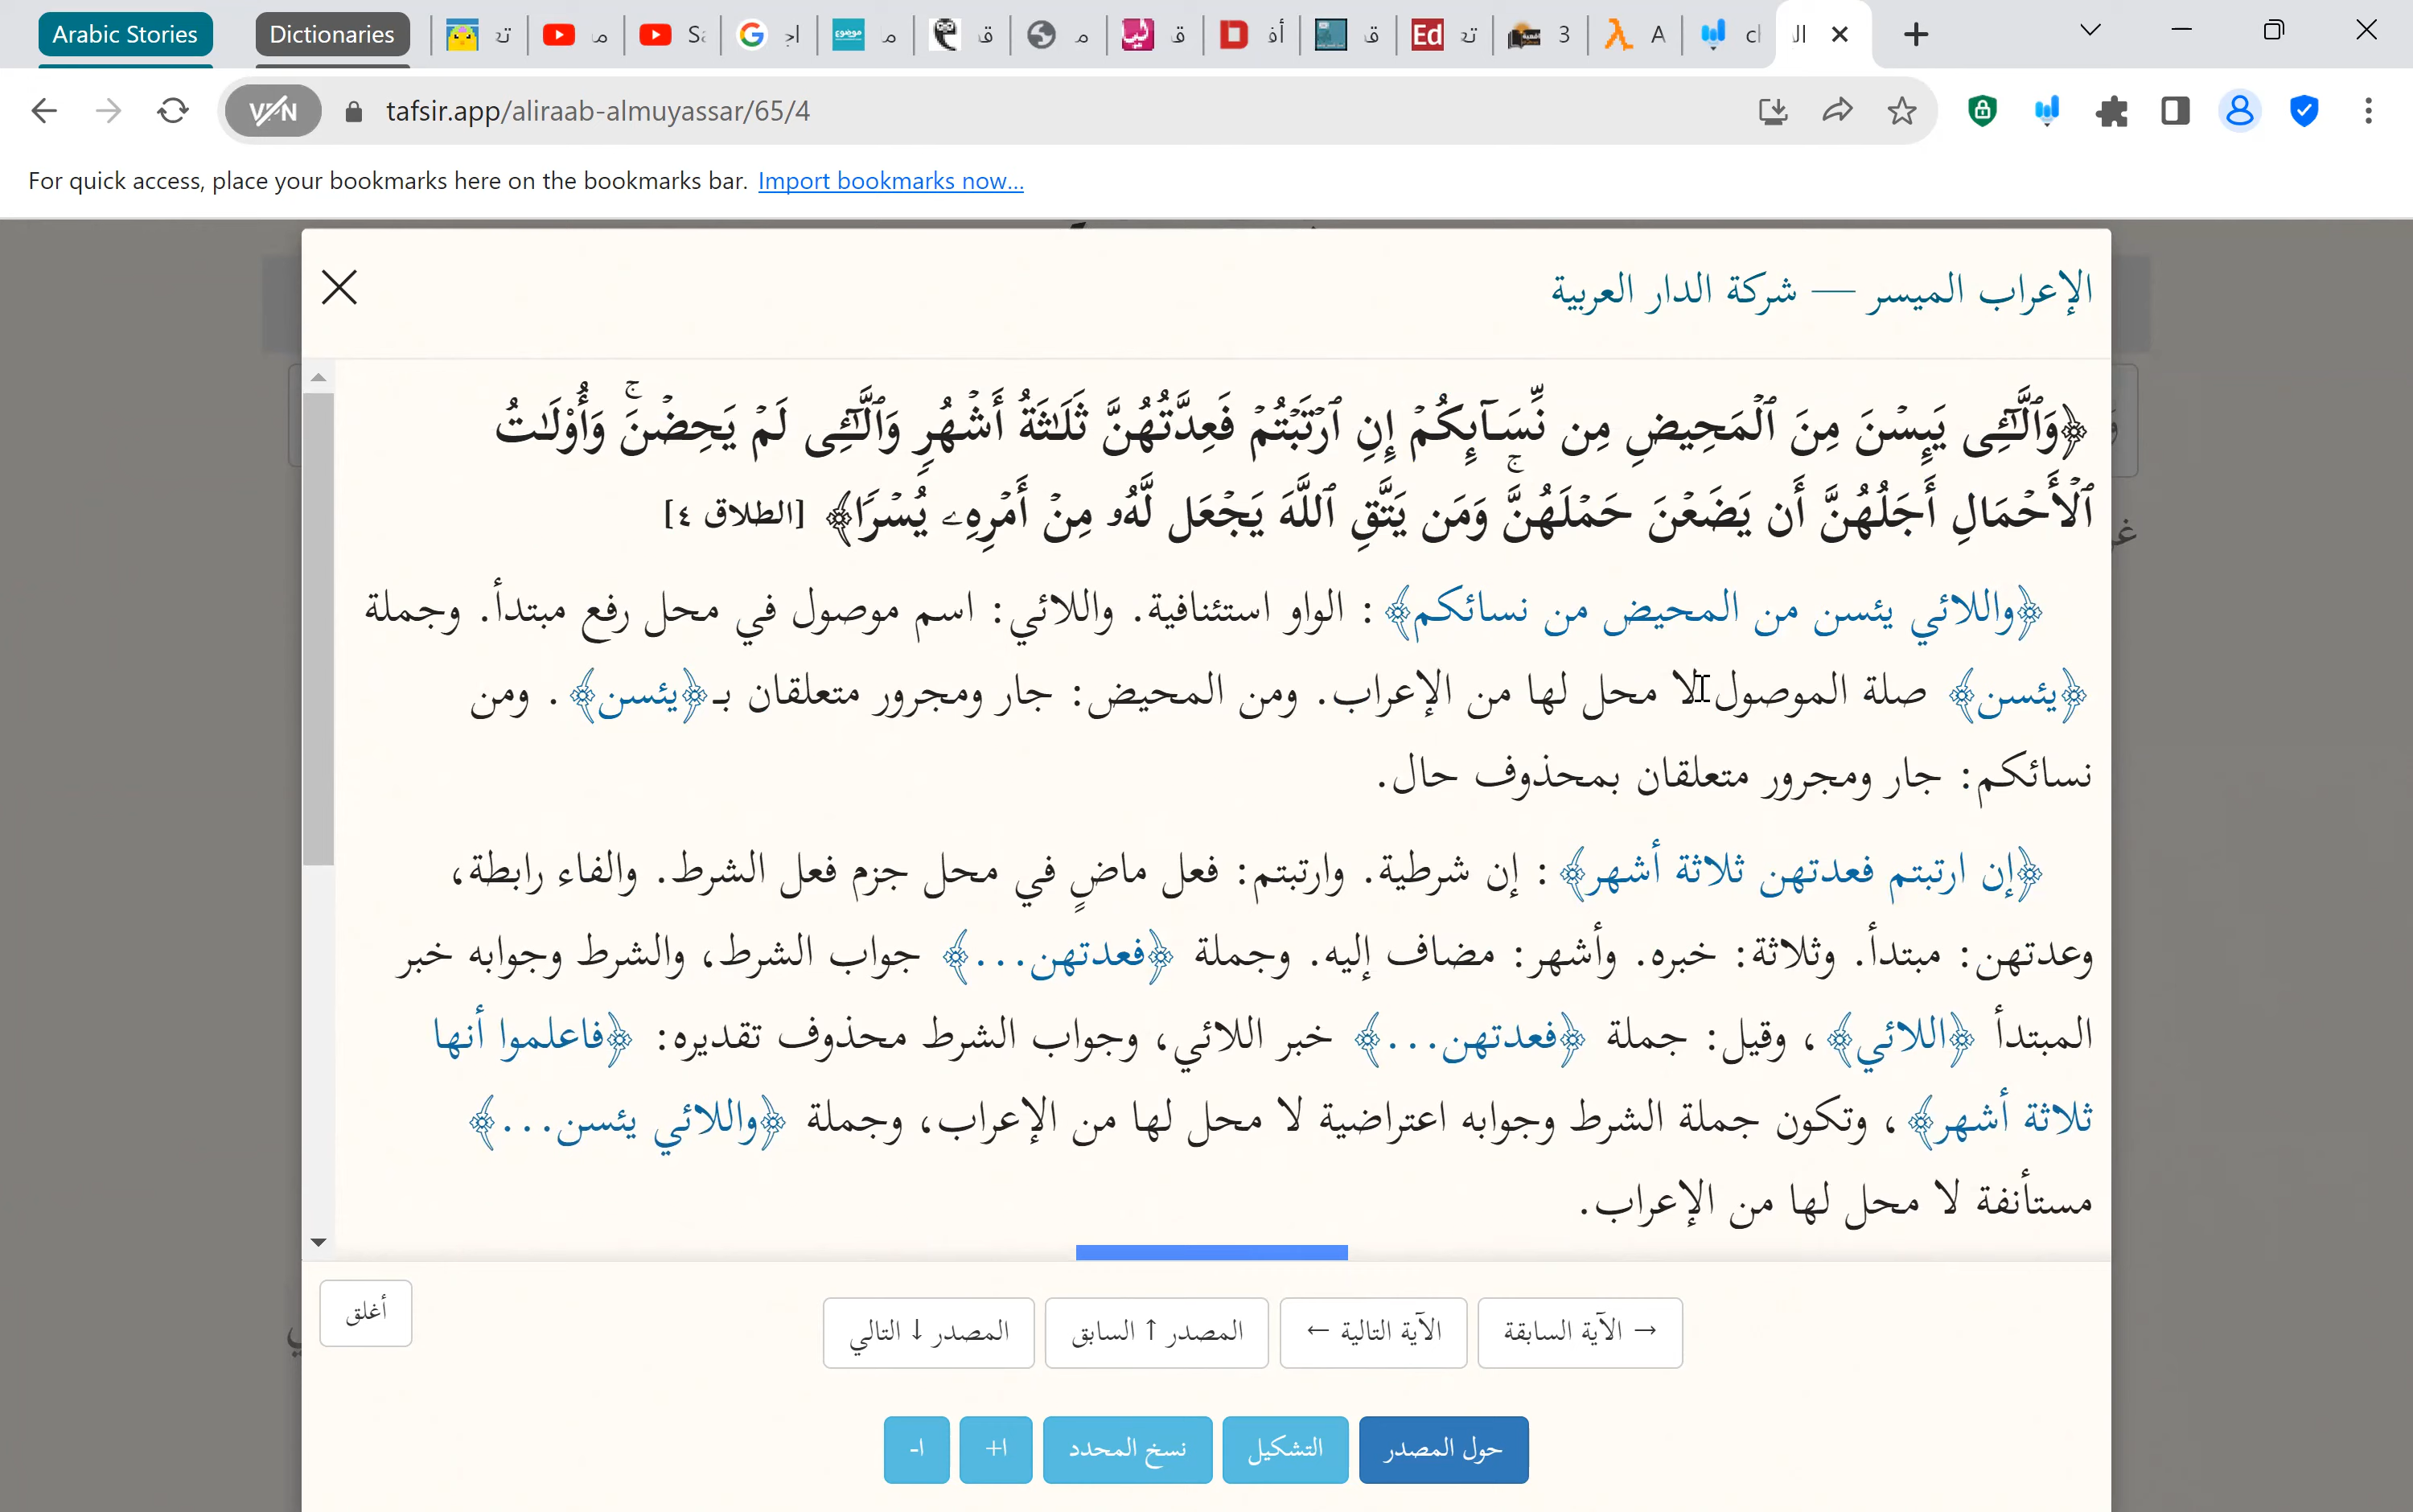 Arabic Stories
Dictionaries
tafsir.app/aliraab-almuyassar/65/4
For quick access, place your bookmarks here on the bookmarks bar. Import bookmarks now...
الإعراب الميسر — شركة الدار العربية
﴿وَٱلَّـٰۤـِٔی یَىِٕسۡنَ مِنَ ٱلۡمَحِیضِ مِن نِّسَاۤىِٕكُمۡ إِنِ ٱرۡتَبۡتُمۡ فَعِدَّتُهُنَّ ثَلَـٰثَةُ أَشۡهُرࣲ وَٱلَّـٰۤـِٔی لَمۡ یَحِضۡنَۚ وَأُو۟لَـٰتُ
ٱلۡأَحۡمَالِ أَجَلُهُنَّ أَن یَضَعۡنَ حَمۡلَهُنَّۚ وَمَن یَتَّقِ ٱللَّهَ یَجۡعَل لَّهُۥ مِنۡ أَمۡرِهِۦ یُسۡرࣰا﴾ [الطلاق ٤]
﴿واللائي يئسن من المحيض من نسائكم﴾: الواو استئنافية. واللائي: اسم موصول في محل رفع مبتدأ. وجملة
﴿يئسن﴾ صلة الموصول لا محل لها من الإعراب. ومن المحيض: جار ومجرور متعلقان بـ﴿يئسن﴾. ومن
نسائكم: جار ومجرور متعلقان بمحذوف حال.
﴿إن ارتبتم فعدتهن ثلاثة أشهر﴾: إن شرطية. وارتبتم: فعل ماضٍ في محل جزم فعل الشرط. والفاء رابطة،
وعدتهن: مبتدأ. وثلاثة: خبره. وأشهر: مضاف إليه. وجملة ﴿فعدتهن...﴾ جواب الشرط، والشرط وجوابه خبر
المبتدأ ﴿اللائي﴾، وقيل: جملة ﴿فعدتهن...﴾ خبر اللائي، وجواب الشرط محذوف تقديره: ﴿فاعلموا أنها
ثلاثة أشهر﴾، وتكون جملة الشرط وجوابه اعتراضية لا محل لها من الإعراب، وجملة ﴿واللائي يئسن...﴾
مستأنفة لا محل لها من الإعراب.
أغلق
→ الآية السابقة
الآية التالية ←
المصدر ↑ السابق
المصدر ↓ التالي
حول المصدر
التشكيل
نسخ المحدد
ا+
ا-